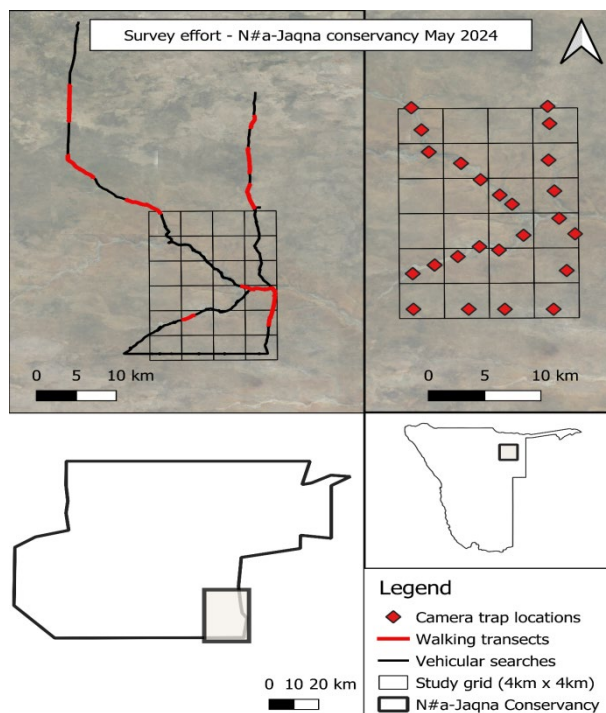 Survey effort - N#a-Jaqna conservancy May 2024
0 5 10 km
0 5 10 km
0 10 20 km
Legend
Camera trap locations
Walking transects
Vehicular searches
Study grid (4km x 4km)
N#a-Jaqna Conservancy